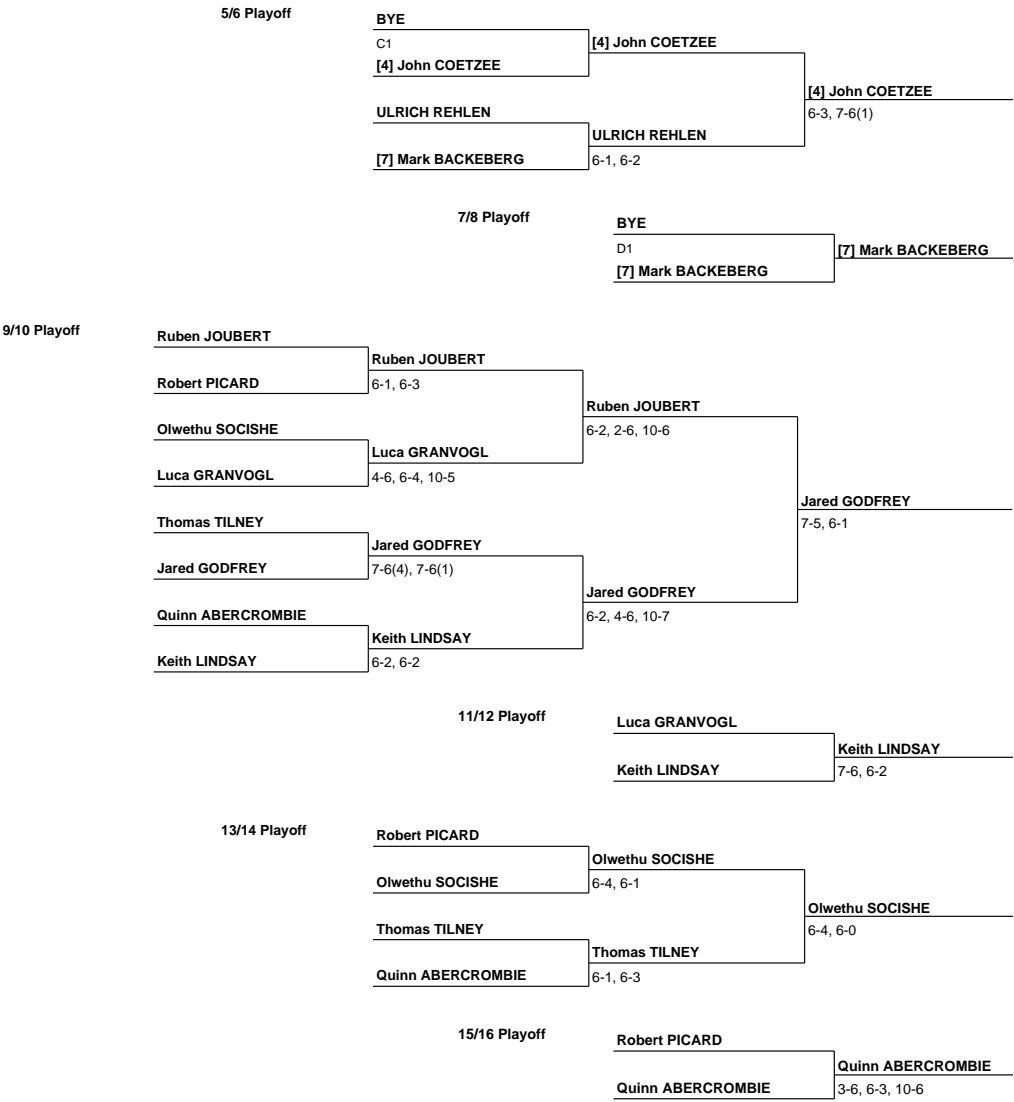 5/6 Playoff
BYE
C1
[4] John COETZEE
[4] John COETZEE
ULRICH REHLEN
[7] Mark BACKEBERG
ULRICH REHLEN
6-1, 6-2
[4] John COETZEE
6-3, 7-6(1)
7/8 Playoff
BYE
D1
[7] Mark BACKEBERG
[7] Mark BACKEBERG
9/10 Playoff
Ruben JOUBERT
Robert PICARD
Ruben JOUBERT
6-1, 6-3
Olwethu SOCISHE
Luca GRANVOGL
Luca GRANVOGL
4-6, 6-4, 10-5
Ruben JOUBERT
6-2, 2-6, 10-6
Thomas TILNEY
Jared GODFREY
Jared GODFREY
7-6(4), 7-6(1)
Quinn ABERCROMBIE
Keith LINDSAY
Keith LINDSAY
6-2, 6-2
Jared GODFREY
6-2, 4-6, 10-7
Jared GODFREY
7-5, 6-1
11/12 Playoff
Luca GRANVOGL
Keith LINDSAY
Keith LINDSAY
7-6, 6-2
13/14 Playoff
Robert PICARD
Olwethu SOCISHE
Olwethu SOCISHE
6-4, 6-1
Thomas TILNEY
Quinn ABERCROMBIE
Thomas TILNEY
6-1, 6-3
Olwethu SOCISHE
6-4, 6-0
15/16 Playoff
Robert PICARD
Quinn ABERCROMBIE
Quinn ABERCROMBIE
3-6, 6-3, 10-6